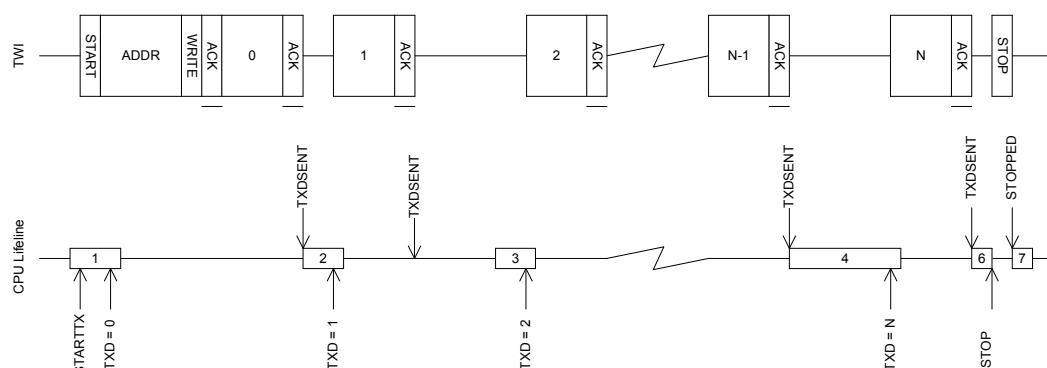 TWI
START
ADDR
WRITE
ACK
0
ACK
1
ACK
2
ACK
N-1
ACK
N
ACK
STOP
TXDSENT
TXDSENT
TXDSENT
TXDSENT
STOPPED
CPU Lifeline
1
2
3
4
6
7
STARTTX
TXD = 0
TXD = 1
TXD = 2
TXD = N
STOP